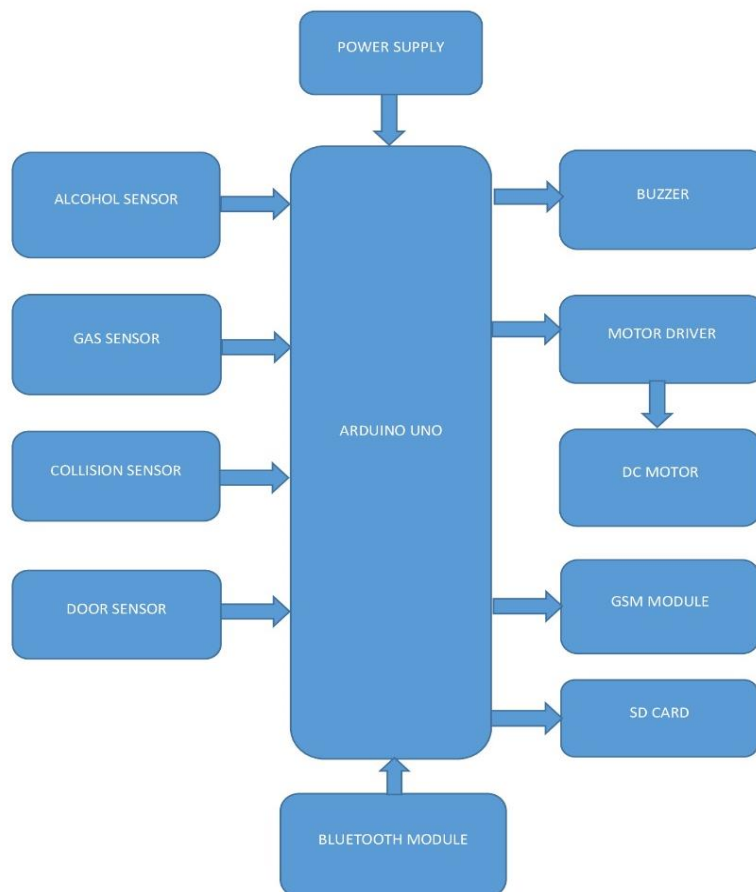 POWER SUPPLY
ALCOHOL SENSOR
BUZZER
GAS SENSOR
MOTOR DRIVER
ARDUINO UNO
COLLISION SENSOR
DC MOTOR
DOOR SENSOR
GSM MODULE
SD CARD
BLUETOOTH MODULE